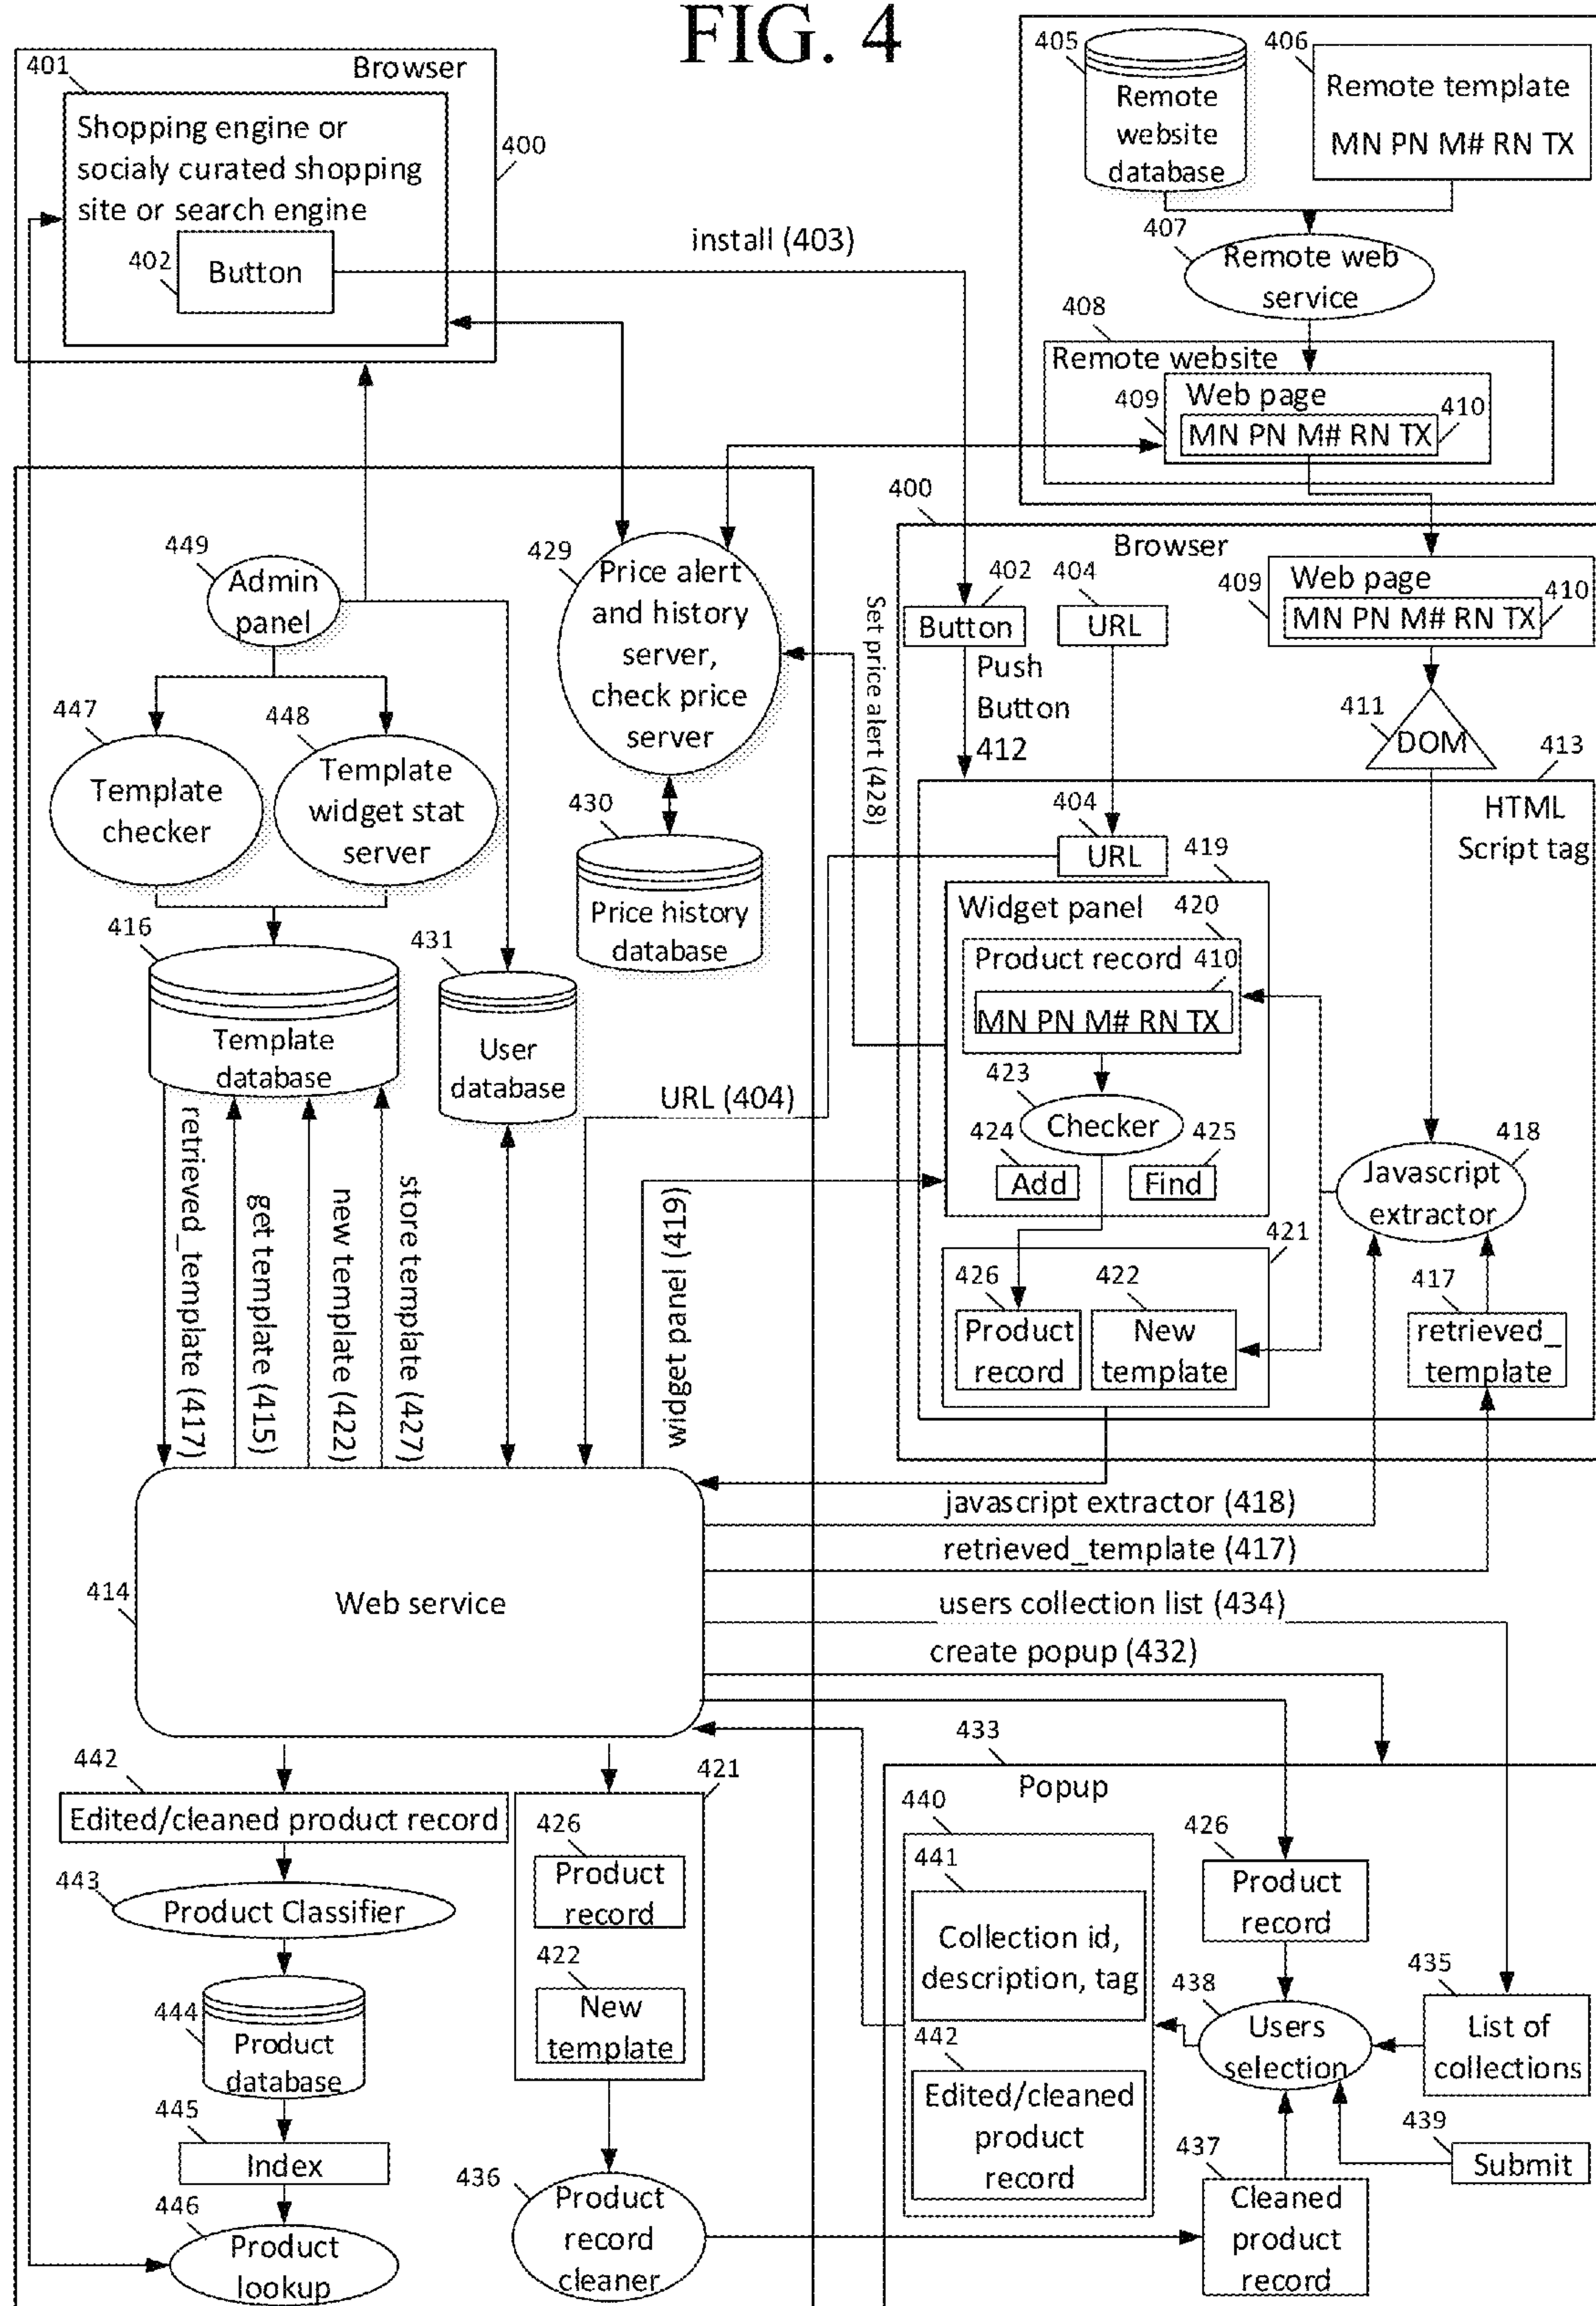 FIG. 4
401
Browser
Shopping engine or
socialy curated shopping
site or search engine
400
402
Button
install (403)
405
Remote
website
database
406
Remote template
MN PN M# RN TX
407
Remote web
service
408
Remote website
409
Web page
410
MN PN M# RN TX
449
Admin
panel
429
Price alert
and history
server,
check price
server
447
Template
checker
448
Template
widget stat
server
430
Price history
database
416
Template
database
431
User
database
Set price alert (428)
400
Browser
402
Button
404
URL
Push
Button
412
409
Web page
410
MN PN M# RN TX
411
DOM
413
HTML
Script tag
404
URL
419
Widget panel
420
Product record
410
MN PN M# RN TX
423
Checker
424
Add
425
Find
418
Javascript
extractor
421
426
Product
record
422
New
template
417
retrieved_
template
URL (404)
retrieved_template (417)
get template (415)
new template (422)
store template (427)
widget panel (419)
414
Web service
javascript extractor (418)
retrieved_template (417)
users collection list (434)
create popup (432)
442
Edited/cleaned product record
443
Product Classifier
444
Product
database
445
Index
446
Product
lookup
421
426
Product
record
422
New
template
436
Product
record
cleaner
433
Popup
440
441
Collection id,
description, tag
442
Edited/cleaned
product
record
426
Product
record
438
Users
selection
435
List of
collections
439
Submit
437
Cleaned
product
record